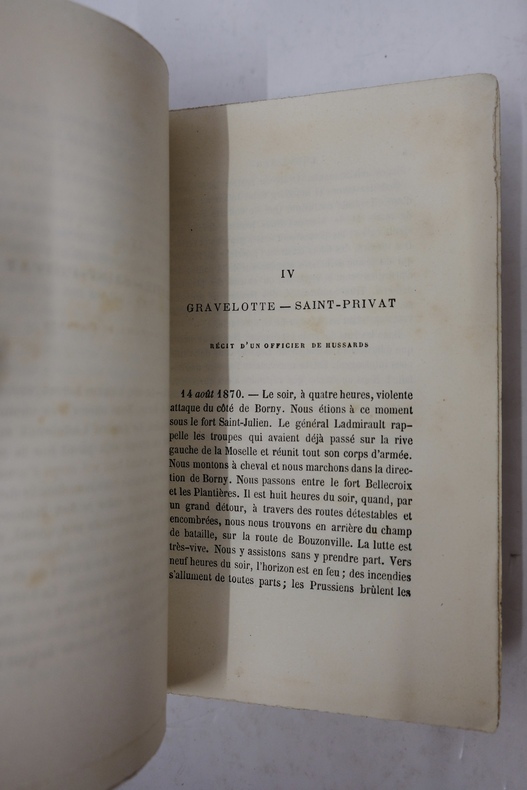 IV
GRAVELOTTE — SAINT-PRIVAT
RÉCIT D'UN OFFICIER DE HUSSARDS
14 août 1870. — Le soir, à quatre heures, violente
attaque du côté de Borny. Nous étions à ce moment
sous le fort Saint-Julien. Le général Ladmirault rap-
pelle les troupes qui avaient déjà passé sur la rive
gauche de la Moselle et réunit tout son corps d'armée.
Nous montons à cheval et nous marchons dans la direc-
tion de Borny. Nous passons entre le fort Bellecroix
et les Plantières. Il est huit heures du soir, quand, par
un grand détour, à travers des routes détestables et
encombrées, nous nous trouvons en arrière du champ
de bataille, sur la route de Bouzonville. La lutte est
très-vive. Nous y assistons sans y prendre part. Vers
neuf heures du soir, l'horizon est en feu ; des incendies
s'allument de toutes parts ; les Prussiens brûlent les